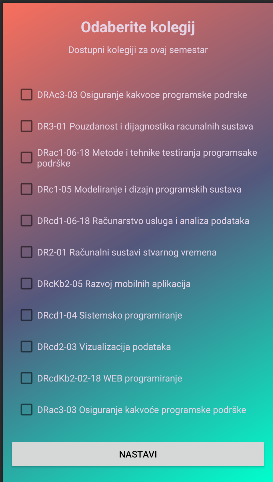 Odaberite kolegij
Dostupni kolegiji za ovaj semestar
DRAc3-03 Osiguranje kakvoce programske podrske
DR3-01 Pouzdanost i dijagnostika racunalnih sustava
DRac1-06-18 Metode i tehnike testiranja programsake
podrške
DRc1-05 Modeliranje i dizajn programskih sustava
DRcd1-06-18 Računarstvo usluga i analiza podataka
DR2-01 Računalni sustavi stvarnog vremena
DRcKb2-05 Razvoj mobilnih aplikacija
DRcd1-04 Sistemsko programiranje
DRcd2-03 Vizualizacija podataka
DRcdKb2-02-18 WEB programiranje
DRac3-03 Osiguranje kakvoće programske podrške
NASTAVI